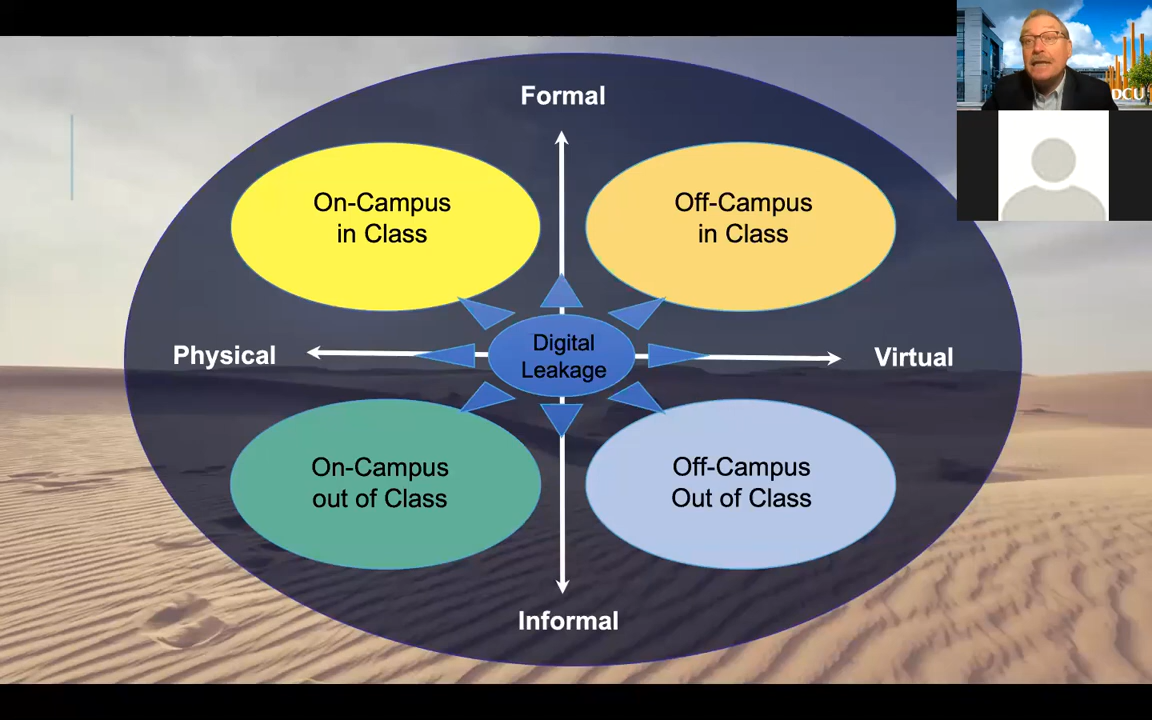 Formal
On-Campus
in Class
Off-Campus
in Class
Physical
Digital
Leakage
Virtual
On-Campus
out of Class
Off-Campus
Out of Class
Informal
DCU